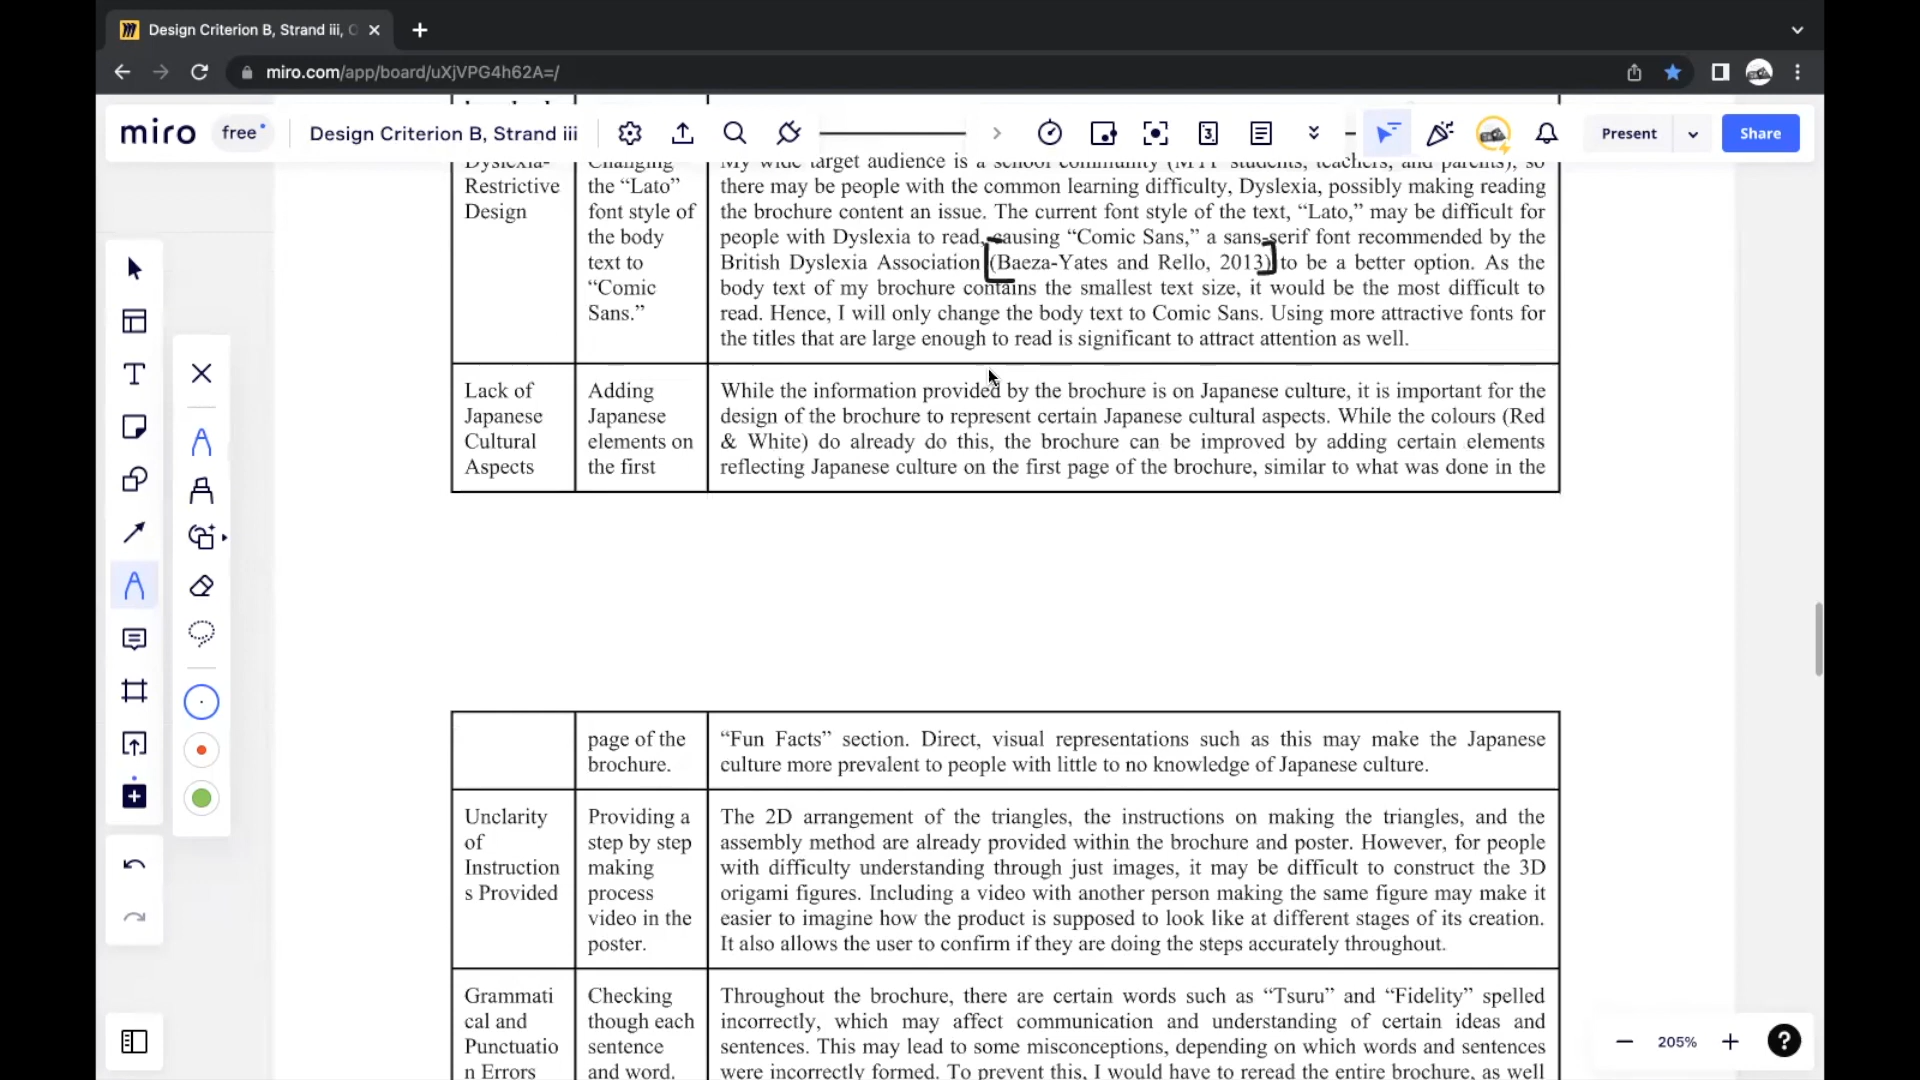 Design Criterion B, Strand iii, C
miro.com/app/board/uXjVPG4h62A=/
miro
free
Design Criterion B, Strand iii
3
Present
Share
Dyslexia-
Restrictive
Design
Changing
the “Lato”
font style of
the body
text to
“Comic
Sans.”
My wide target audience is a school community (MYP students, teachers, and parents), so
there may be people with the common learning difficulty, Dyslexia, possibly making reading
the brochure content an issue. The current font style of the text, “Lato,” may be difficult for
people with Dyslexia to read, causing “Comic Sans,” a sans-serif font recommended by the
British Dyslexia Association (Baeza-Yates and Rello, 2013) to be a better option. As the
body text of my brochure contains the smallest text size, it would be the most difficult to
read. Hence, I will only change the body text to Comic Sans. Using more attractive fonts for
the titles that are large enough to read is significant to attract attention as well.
Lack of
Japanese
Cultural
Aspects
Adding
Japanese
elements on
the first
While the information provided by the brochure is on Japanese culture, it is important for the
design of the brochure to represent certain Japanese cultural aspects. While the colours (Red
& White) do already do this, the brochure can be improved by adding certain elements
reflecting Japanese culture on the first page of the brochure, similar to what was done in the
page of the
brochure.
“Fun Facts” section. Direct, visual representations such as this may make the Japanese
culture more prevalent to people with little to no knowledge of Japanese culture.
Unclarity
of
Instruction
s Provided
Providing a
step by step
making
process
video in the
poster.
The 2D arrangement of the triangles, the instructions on making the triangles, and the
assembly method are already provided within the brochure and poster. However, for people
with difficulty understanding through just images, it may be difficult to construct the 3D
origami figures. Including a video with another person making the same figure may make it
easier to imagine how the product is supposed to look like at different stages of its creation.
It also allows the user to confirm if they are doing the steps accurately throughout.
Grammati
cal and
Punctuatio
n Errors
Checking
though each
sentence
and word.
Throughout the brochure, there are certain words such as “Tsuru” and “Fidelity” spelled
incorrectly, which may affect communication and understanding of certain ideas and
sentences. This may lead to some misconceptions, depending on which words and sentences
were incorrectly formed. To prevent this, I would have to reread the entire brochure, as well
205%